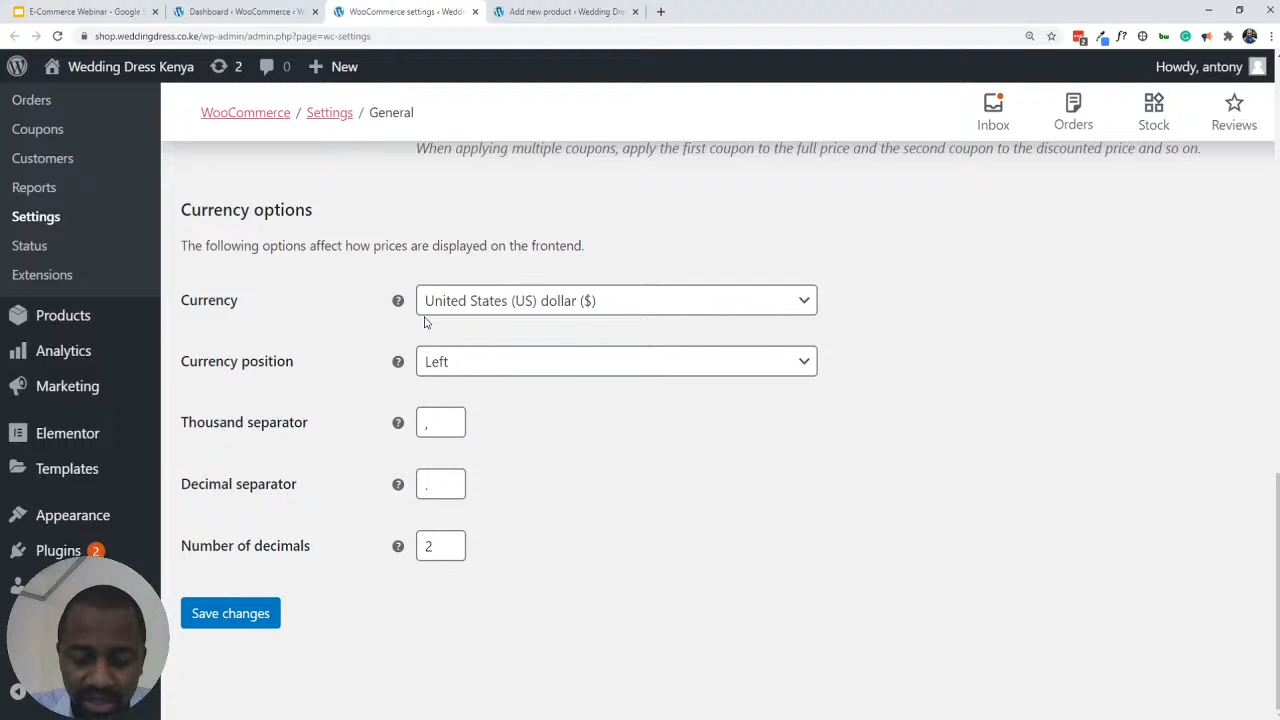 E-Commerce Webinar - Google S
Dashboard ‹ WooCommerce ‹ W
WooCommerce settings ‹ Weddi
Add new product ‹ Wedding Dre
shop.weddingdress.co.ke/wp-admin/admin.php?page=wc-settings
Wedding Dress Kenya
2
0
New
Howdy, antony
Orders
Coupons
Customers
Reports
Settings
Status
Extensions
Products
Analytics
Marketing
Elementor
Templates
Appearance
Plugins 2
WooCommerce / Settings / General
Inbox
Orders
Stock
Reviews
When applying multiple coupons, apply the first coupon to the full price and the second coupon to the discounted price and so on.
Currency options
The following options affect how prices are displayed on the frontend.
Currency
United States (US) dollar ($)
Currency position
Left
Thousand separator
,
Decimal separator
.
Number of decimals
2
Save changes